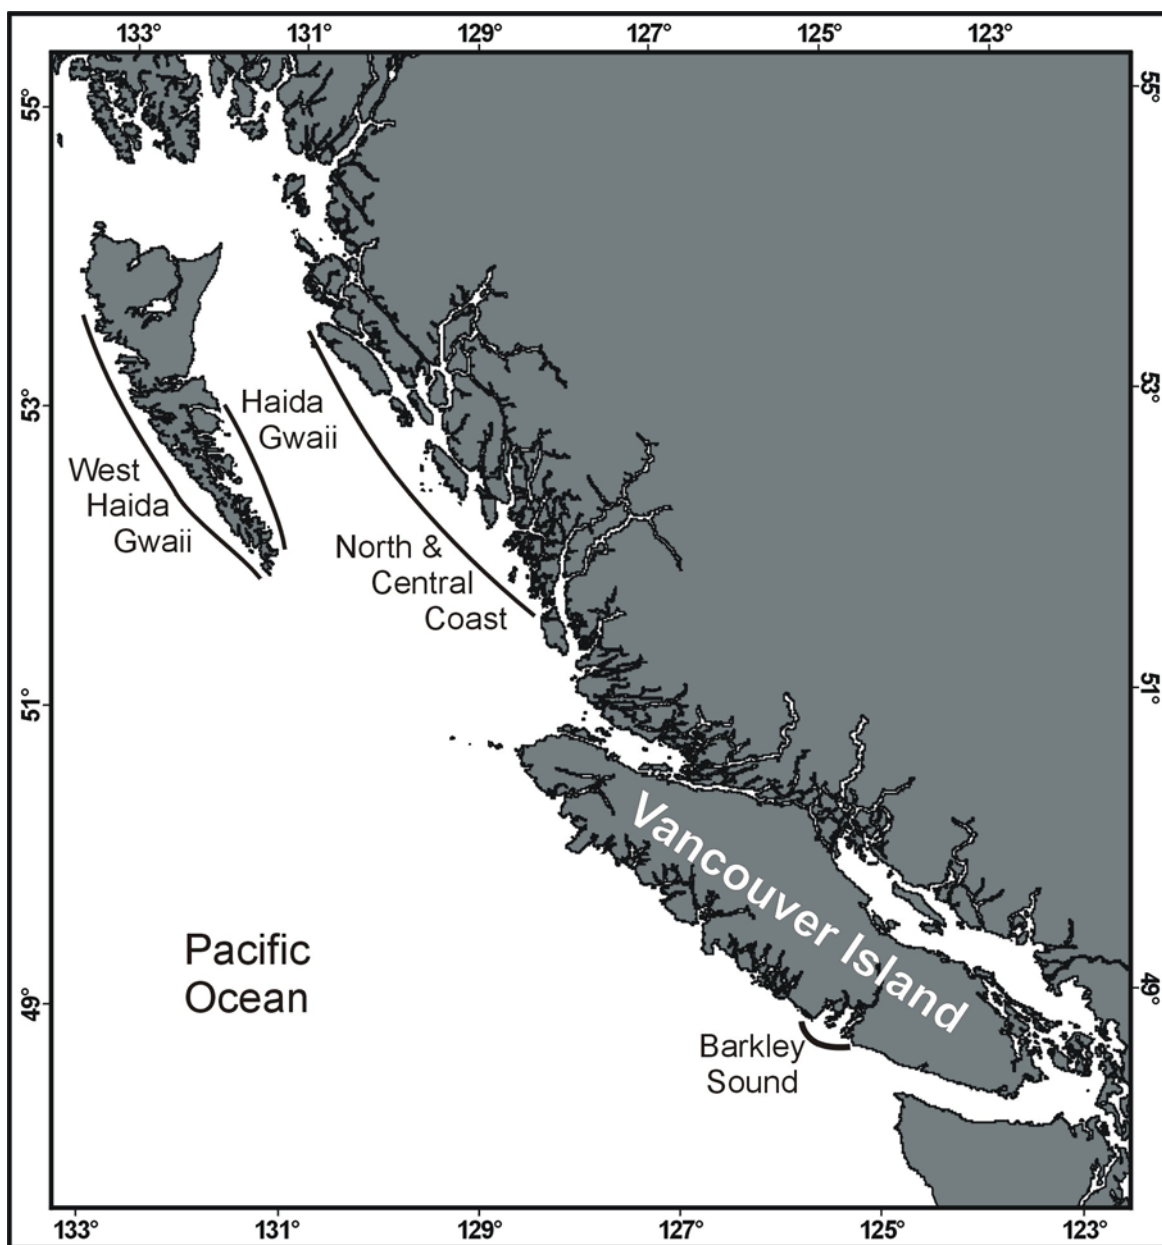 133° 131° 129° 127° 125° 123°
55° 55°
53° 53°
Haida
Gwaii
West
Haida
Gwaii
North &
Central
Coast
51° 51°
Vancouver Island
Pacific
Ocean
49° 49°
Barkley
Sound
133° 131° 129° 127° 125° 123°